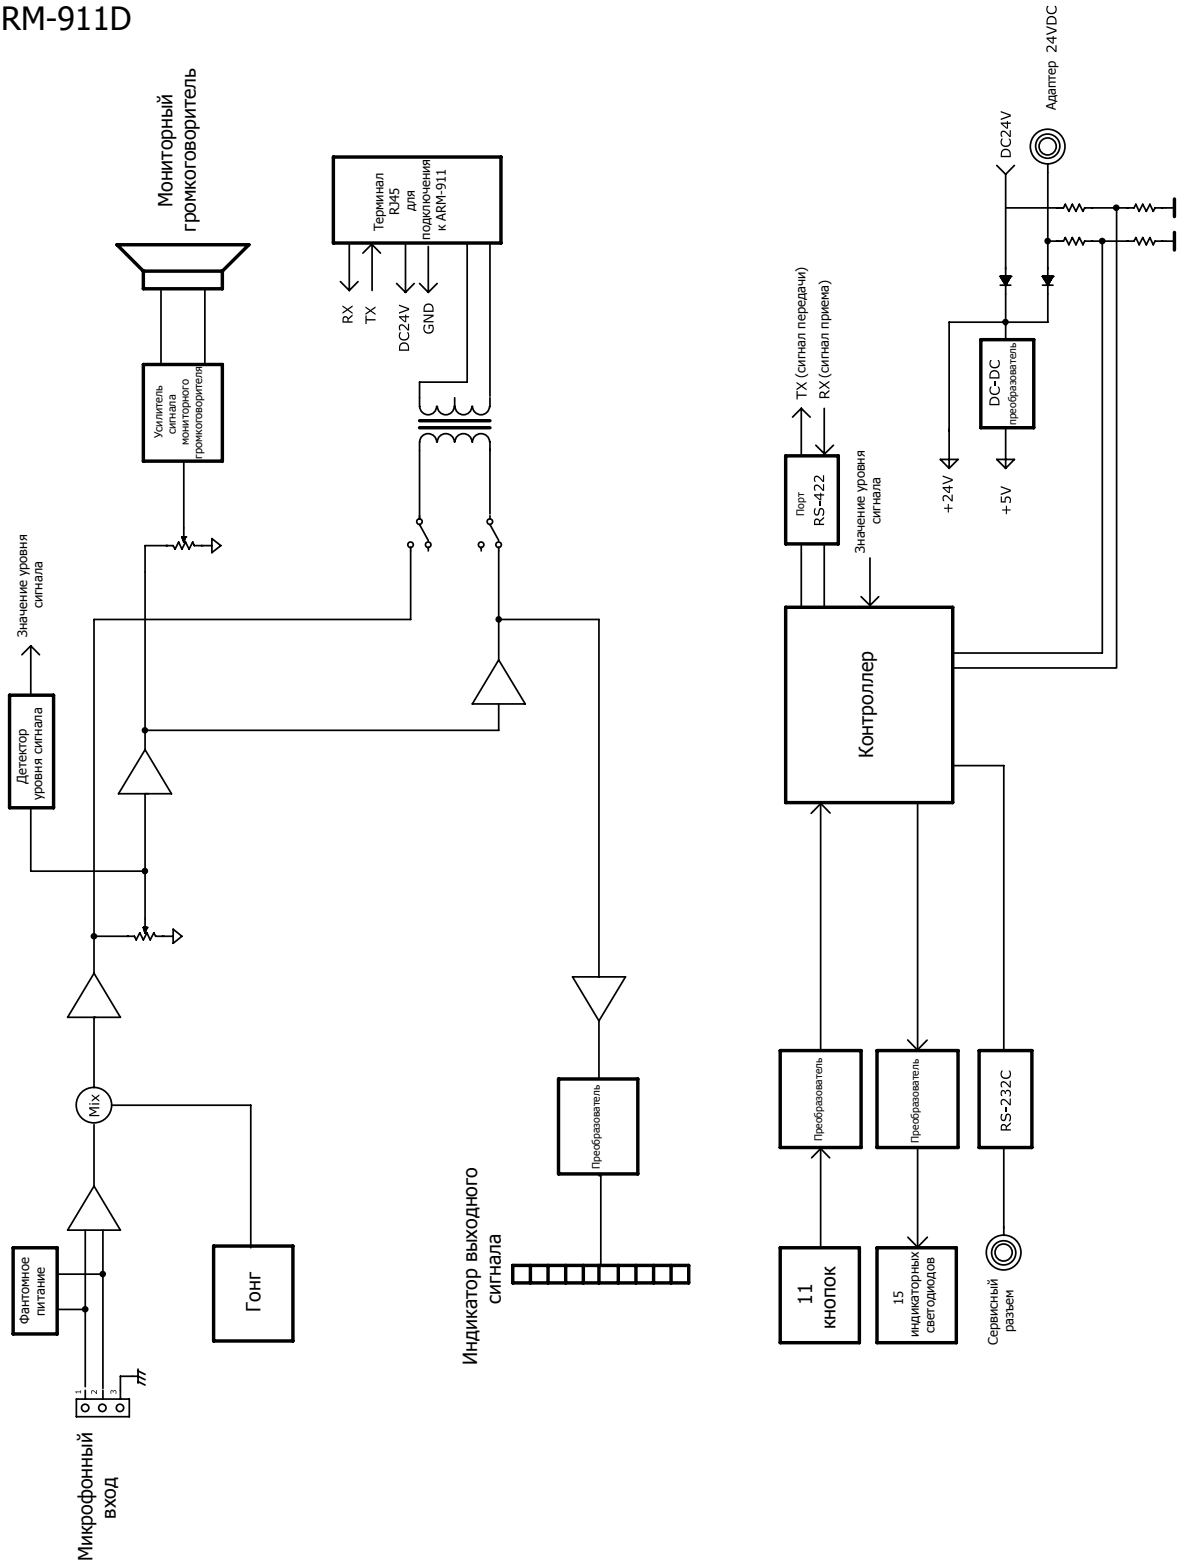 RM-911D
Мониторный
громкоговоритель
Усилитель
сигнала
мониторного
громкоговорителя
Терминал
RJ45
для
подключения
к ARM-911
RX
TX
DC24V
GND
Значение уровня
сигнала
Детектор
уровня сигнала
Mix
Фантомное
питание
Гонг
1
2
3
Микрофонный
вход
Индикатор выходного
сигнала
Преобразователь
Адаптер 24VDC
DC24V
DC-DC
преобразователь
+24V
+5V
TX (сигнал передачи)
RX (сигнал приема)
Порт
RS-422
Значение уровня
сигнала
Контроллер
Преобразователь
Преобразователь
RS-232C
11
кнопок
15
индикаторных
светодиодов
Сервисный
разъем